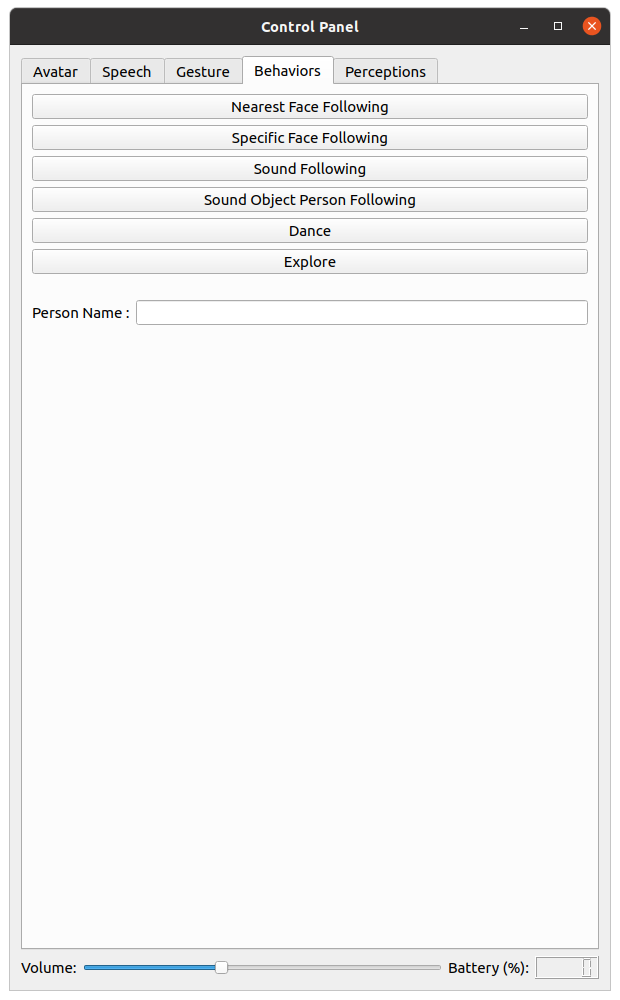 Control Panel
Avatar Speech Gesture Behaviors Perceptions
Nearest Face Following
Specific Face Following
Sound Following
Sound Object Person Following
Dance
Explore
Person Name :
Volume: Battery (%): 0